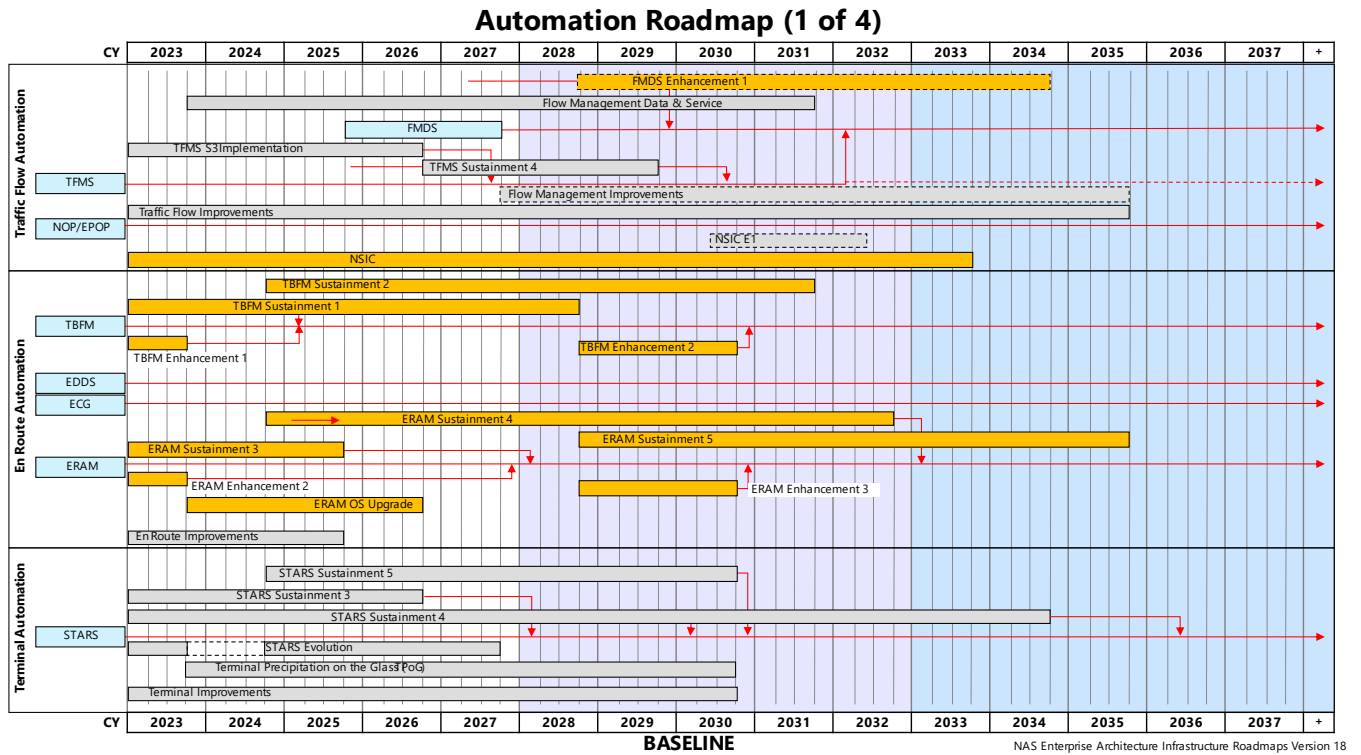 Automation Roadmap (1 of 4)
CY 2023 2024 2025 2026 2027 2028 2029 2030 2031 2032 2033 2034 2035 2036 2037 +
Traffic Flow Automation
FMDS Enhancement 1
Flow Management Data & Service
FMDS
TFMS S3Implementation
TFMS Sustainment 4
TFMS
Flow Management Improvements
Traffic Flow Improvements
NOP/EPOP
NSIC E1
NSIC
En Route Automation
TBFM Sustainment 2
TBFM Sustainment 1
TBFM
TBFM Enhancement 2
TBFM Enhancement 1
EDDS
ECG
ERAM Sustainment 4
ERAM Sustainment 5
ERAM Sustainment 3
ERAM
ERAM Enhancement 2
ERAM Enhancement 3
ERAM OS Upgrade
En Route Improvements
Terminal Automation
STARS Sustainment 5
STARS Sustainment 3
STARS Sustainment 4
STARS
STARS Evolution
Terminal Precipitation on the Glass (TPoG)
Terminal Improvements
CY 2023 2024 2025 2026 2027 2028 2029 2030 2031 2032 2033 2034 2035 2036 2037 +
BASELINE
NAS Enterprise Architecture Infrastructure Roadmaps Version 18